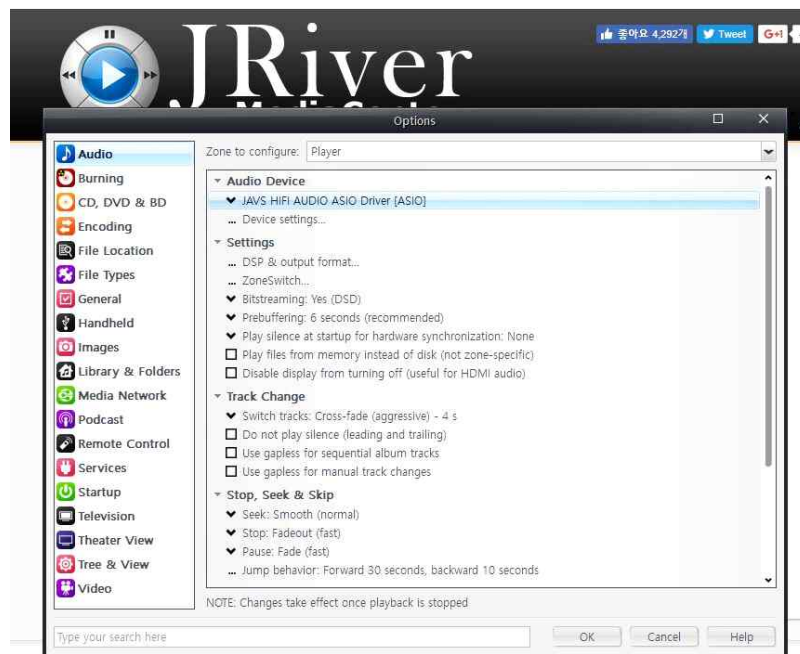 좋아요 4,292개
Tweet
G+1
JRiver
Options
Audio
Burning
CD, DVD & BD
Encoding
File Location
File Types
General
Handheld
Images
Library & Folders
Media Network
Podcast
Remote Control
Services
Startup
Television
Theater View
Tree & View
Video
Zone to configure: Player
Audio Device
JAVS HIFI AUDIO ASIO Driver [ASIO]
... Device settings...
Settings
... DSP & output format...
... ZoneSwitch...
Bitstreaming: Yes (DSD)
Prebuffering: 6 seconds (recommended)
Play silence at startup for hardware synchronization: None
Play files from memory instead of disk (not zone-specific)
Disable display from turning off (useful for HDMI audio)
Track Change
Switch tracks: Cross-fade (aggressive) - 4 s
Do not play silence (leading and trailing)
Use gapless for sequential album tracks
Use gapless for manual track changes
Stop, Seek & Skip
Seek: Smooth (normal)
Stop: Fadeout (fast)
Pause: Fade (fast)
... Jump behavior: Forward 30 seconds, backward 10 seconds
NOTE: Changes take effect once playback is stopped
Type your search here
OK
Cancel
Help